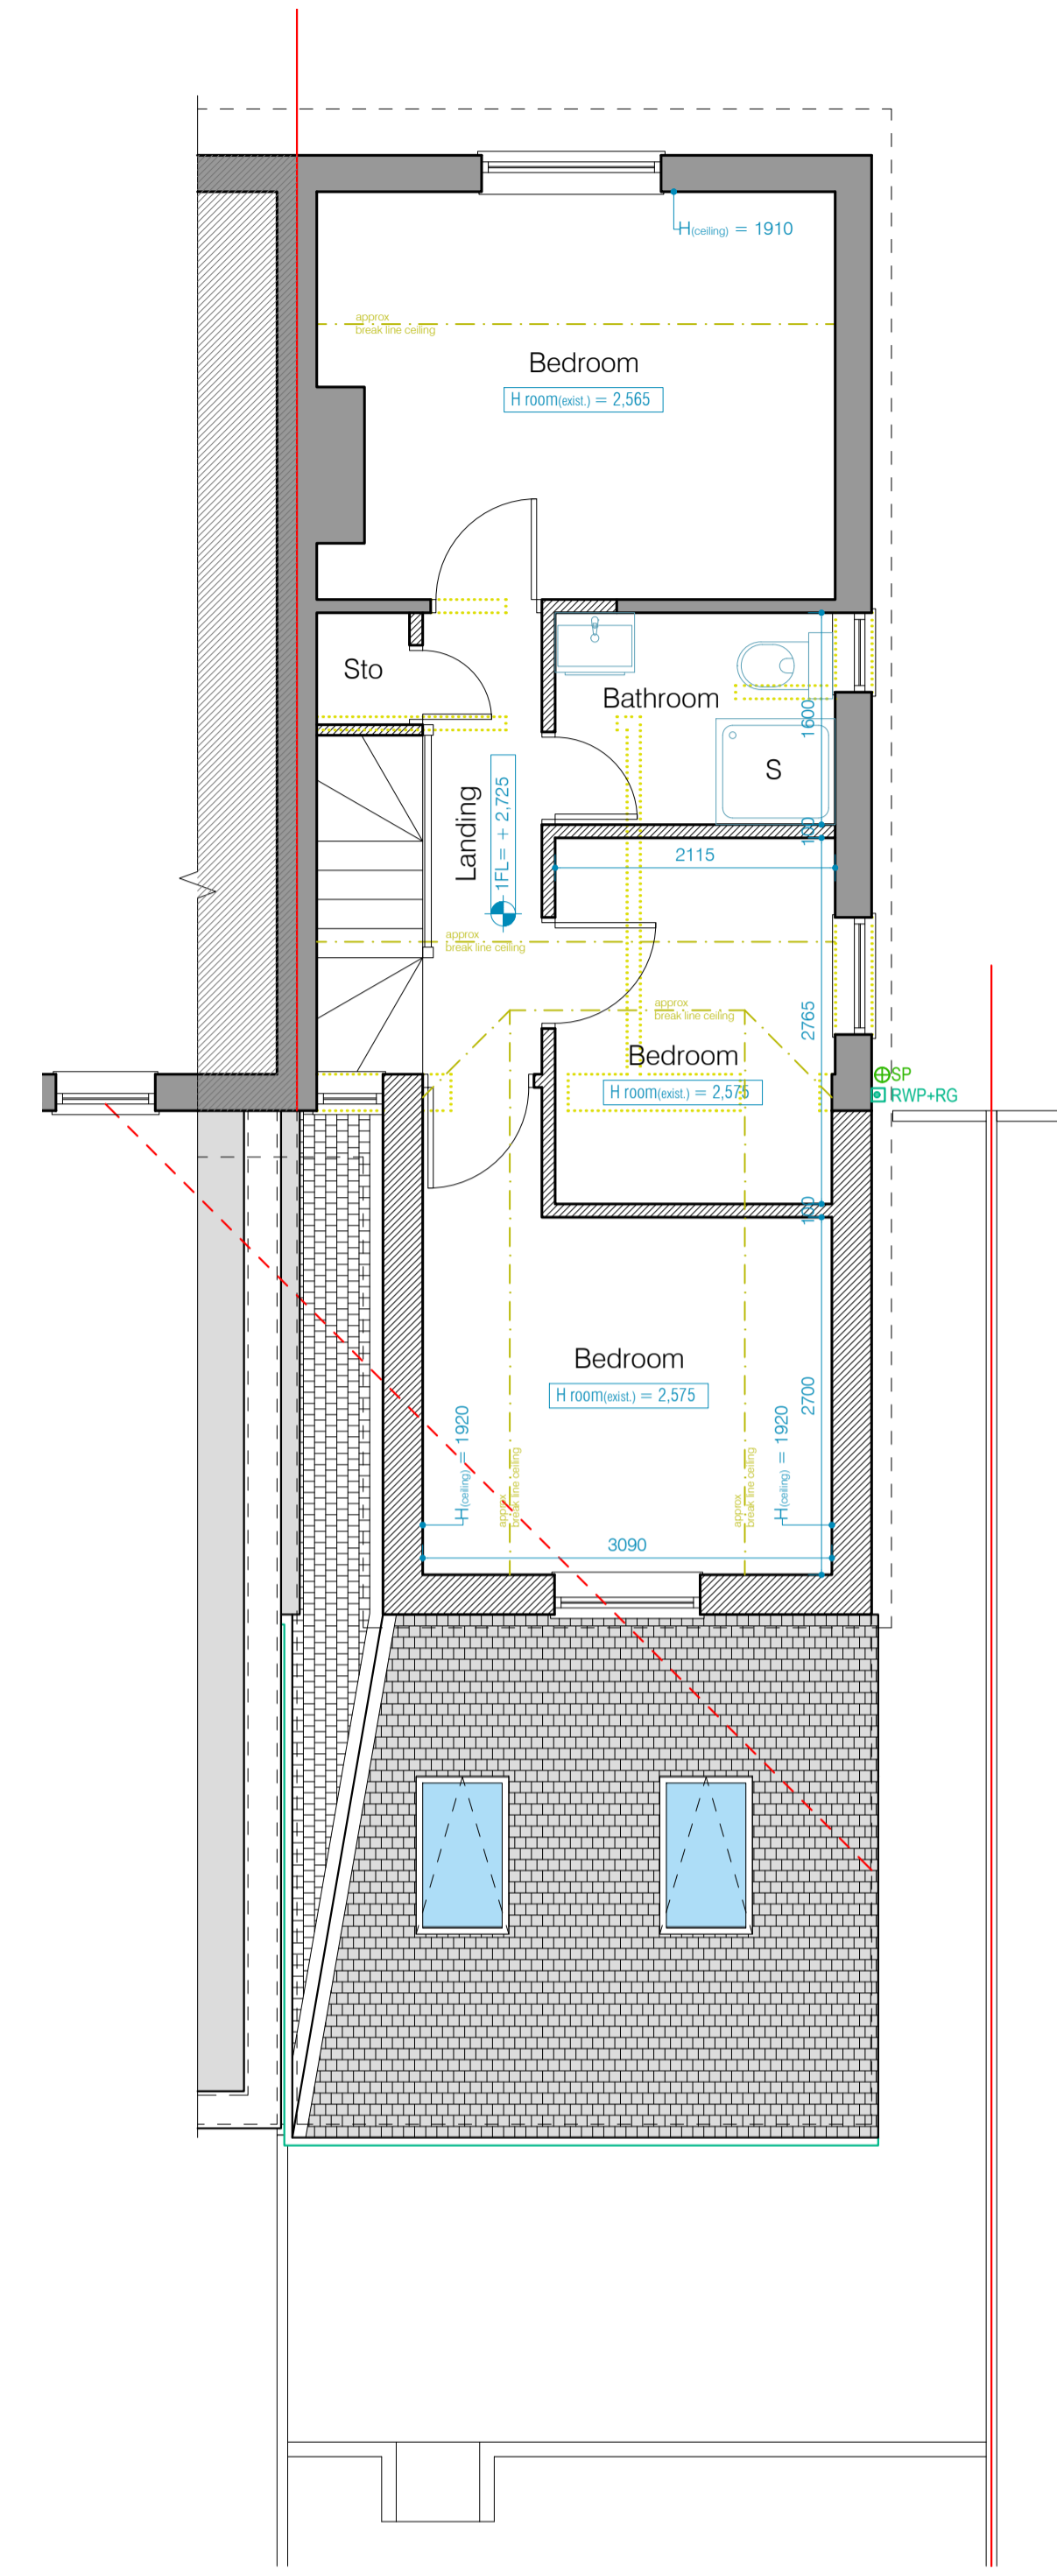 H(ceiling) = 1910
approx
break line ceiling
Bedroom
H room(exist.) = 2,565
Sto
Bathroom
1600
S
Landing
1FL= + 2,725
100
2115
approx
break line ceiling
approx
break line ceiling
2765
Bedroom
H room(exist.) = 2,575
SP
RWP+RG
100
Bedroom
H room(exist.) = 2,575
2700
H(ceiling) = 1920
approx
break line ceiling
approx
break line ceiling
H(ceiling) = 1920
3090